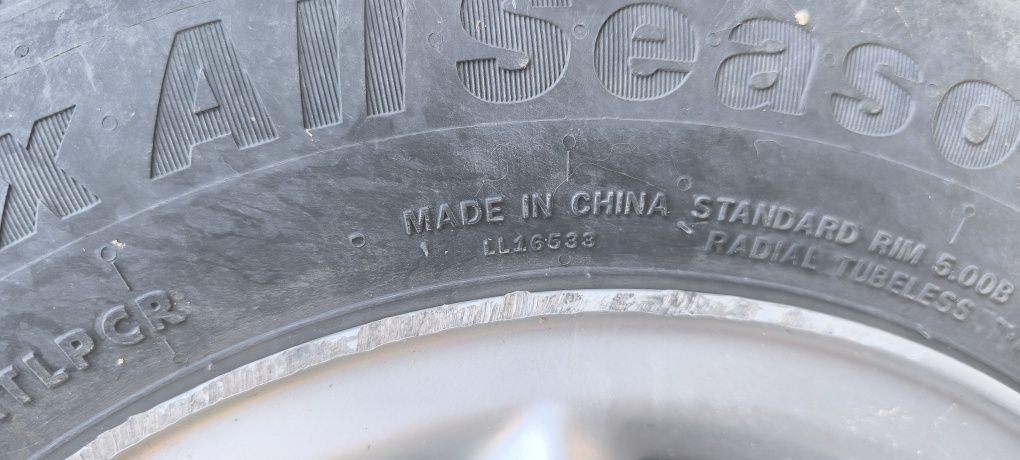 x AllSeaso
MADE IN CHINA
LL16533
STANDARD RIM 5.00B
RADIAL TUBELESS
TLPCR